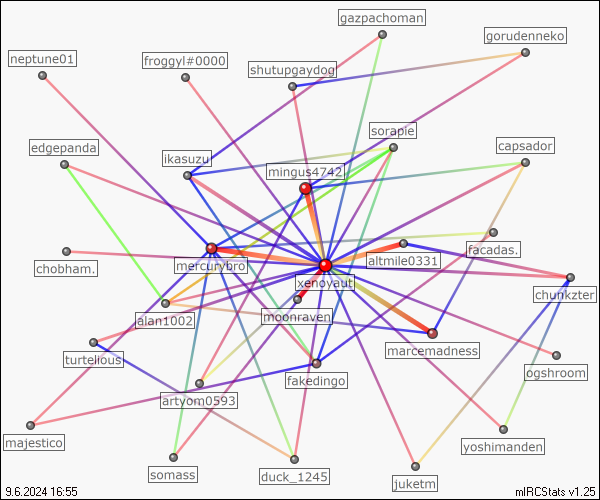 gazpachoman
gorudenneko
neptune01
froggyl#0000
shutupgaydog
sorapie
capsador
edgepanda
ikasuzu
mingus4742
facadas.
altmile0331
mercurybro
chobham.
xenoyaut
chunkzter
moonraven
alan1002
marcemadness
turtelious
ogshroom
fakedingo
artyom0593
majestico
yoshimanden
somass
duck_1245
juketm
9.6.2024 16:55
mIRCStats v1.25